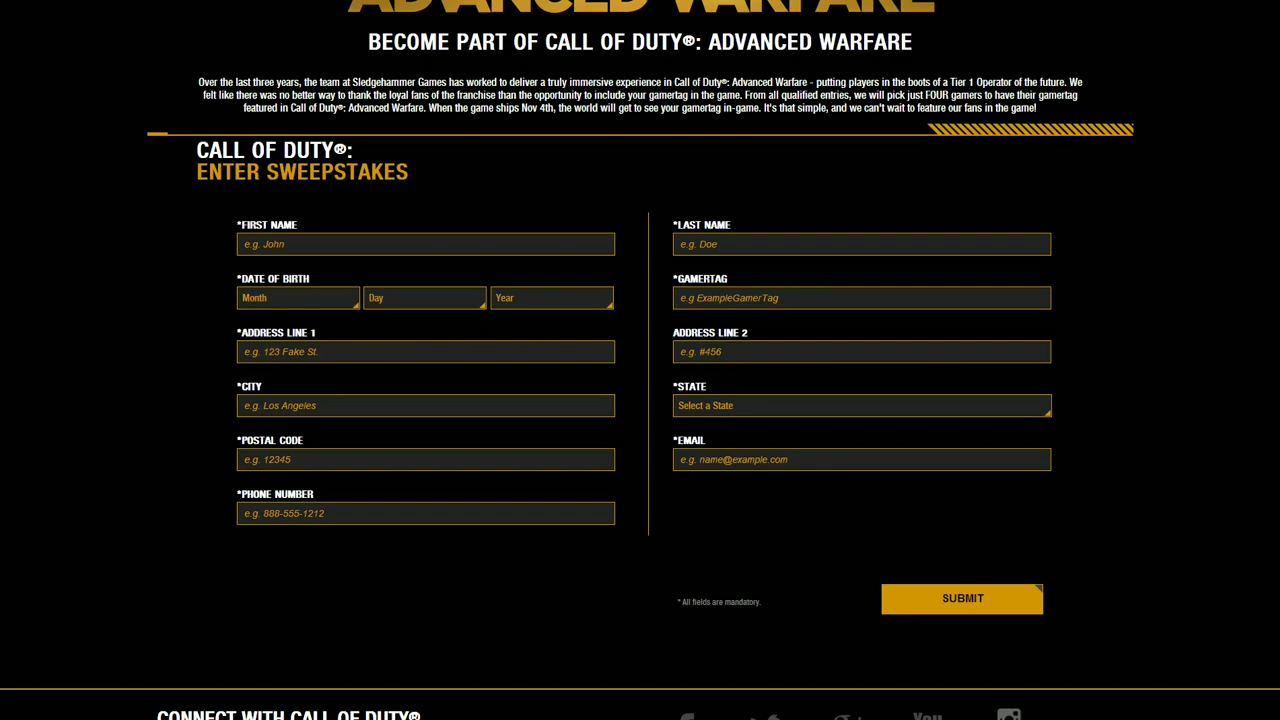 ADVANCED WARFARE
BECOME PART OF CALL OF DUTY®: ADVANCED WARFARE
Over the last three years, the team at Sledgehammer Games has worked to deliver a truly immersive experience in Call of Duty®: Advanced Warfare - putting players in the boots of a Tier 1 Operator of the future. We
felt like there was no better way to thank the loyal fans of the franchise than the opportunity to include your gamertag in the game. From all qualified entries, we will pick just FOUR gamers to have their gamertag
featured in Call of Duty®: Advanced Warfare. When the game ships Nov 4th, the world will get to see your gamertag in-game. It's that simple, and we can't wait to feature our fans in the game!
CALL OF DUTY®:
ENTER SWEEPSTAKES
*FIRST NAME
e.g. John
*LAST NAME
e.g. Doe
*DATE OF BIRTH
Month Day Year
*GAMERTAG
e.g ExampleGamerTag
*ADDRESS LINE 1
e.g. 123 Fake St.
ADDRESS LINE 2
e.g. #456
*CITY
e.g. Los Angeles
*STATE
Select a State
*POSTAL CODE
e.g. 12345
*EMAIL
e.g. name@example.com
*PHONE NUMBER
e.g. 888-555-1212
* All fields are mandatory.
SUBMIT
CONNECT WITH CALL OF DUTY®
You